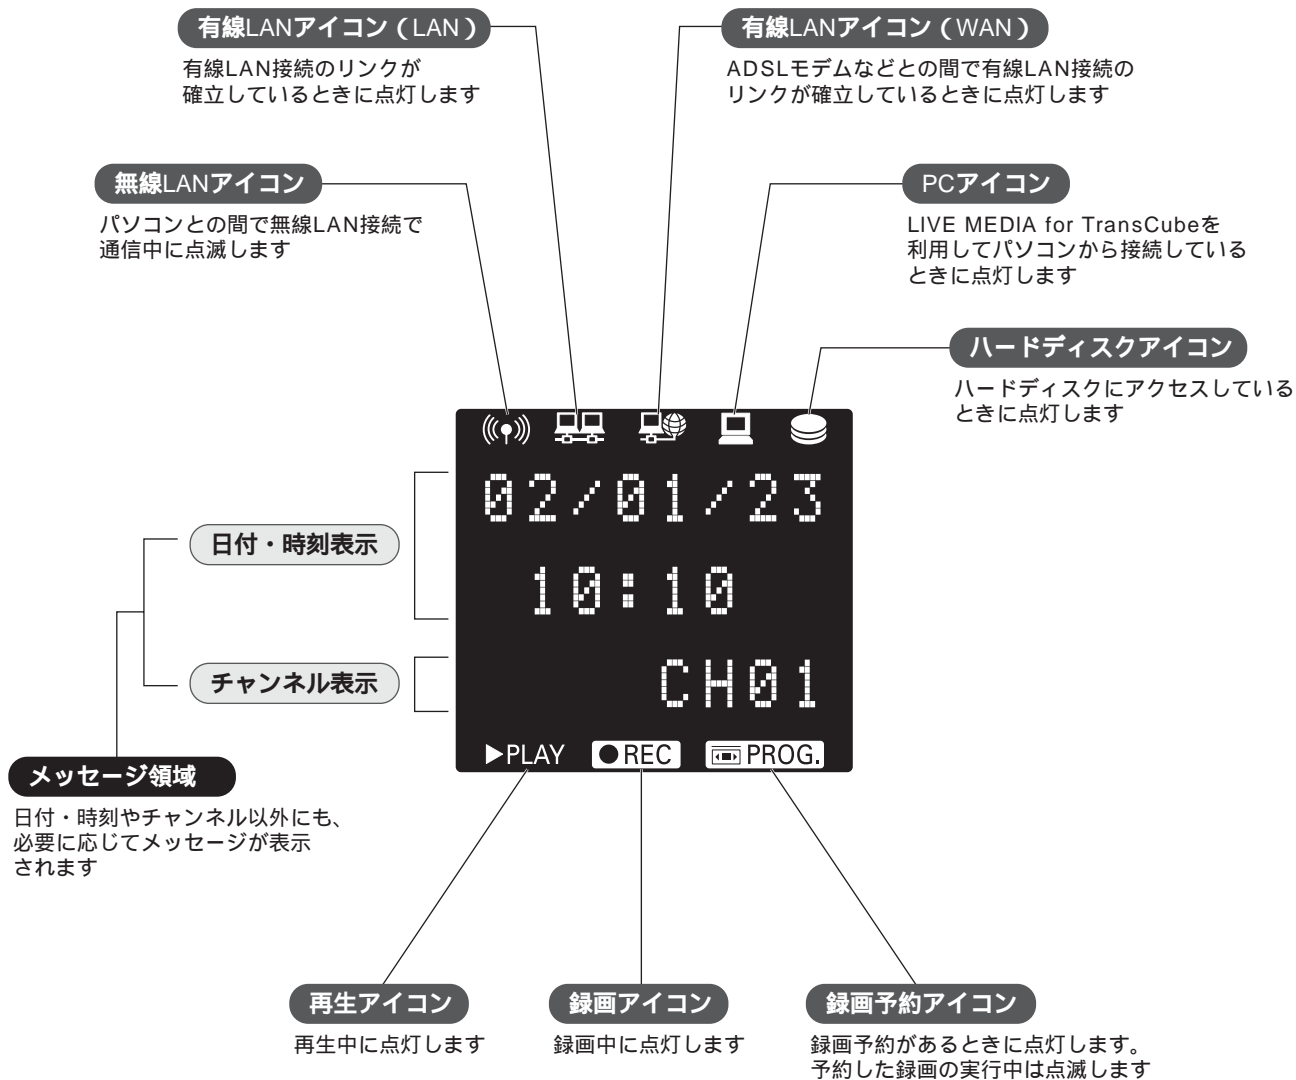 有線LANアイコン（LAN）
有線LAN接続のリンクが
確立しているときに点灯します
有線LANアイコン（WAN）
ADSLモデムなどとの間で有線LAN接続の
リンクが確立しているときに点灯します
無線LANアイコン
パソコンとの間で無線LAN接続で
通信中に点滅します
PCアイコン
LIVE MEDIA for TransCubeを
利用してパソコンから接続している
ときに点灯します
ハードディスクアイコン
ハードディスクにアクセスしている
ときに点灯します
02/01/23
日付・時刻表示
10:10
チャンネル表示
CH01
▶PLAY
●REC
PROG.
メッセージ領域
日付・時刻やチャンネル以外にも、
必要に応じてメッセージが表示
されます
再生アイコン
再生中に点灯します
録画アイコン
録画中に点灯します
録画予約アイコン
録画予約があるときに点灯します。
予約した録画の実行中は点滅します